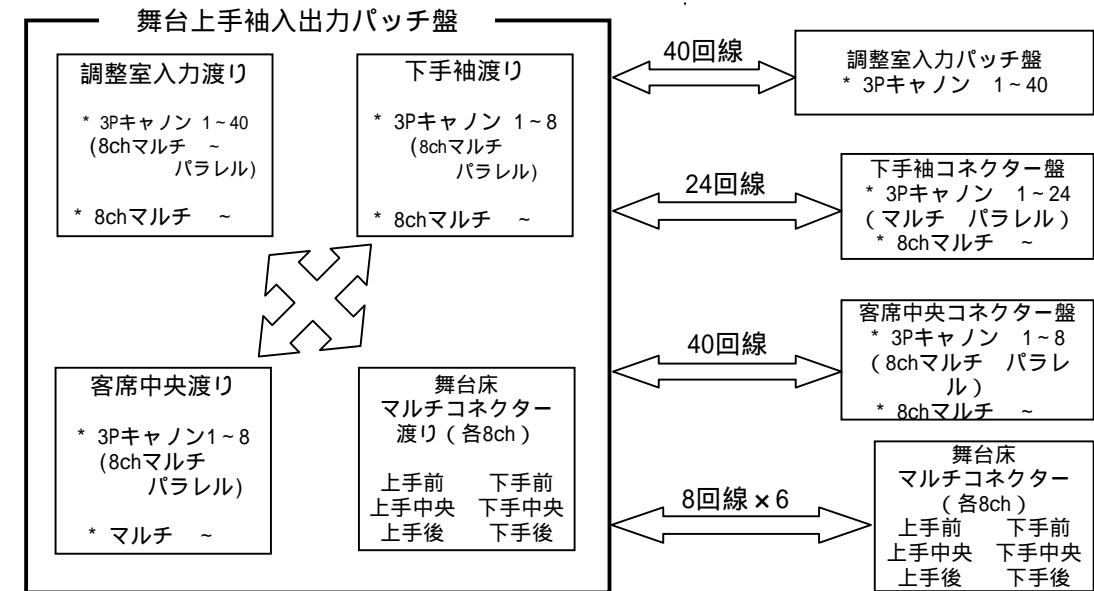 舞台上手袖入出力パッチ盤
調整室入力渡り
* 3Pキャノン 1~40
(8chマルチ ~
パラレル)
* 8chマルチ ~
下手袖渡り
* 3Pキャノン 1~8
(8chマルチ
パラレル)
* 8chマルチ ~
客席中央渡り
* 3Pキャノン1~8
(8chマルチ
パラレル)
* マルチ ~
舞台床
マルチコネクター
渡り(各8ch)
上手前 下手前
上手中央 下手中央
上手後 下手後
40回線
調整室入力パッチ盤
* 3Pキャノン 1~40
24回線
下手袖コネクター盤
* 3Pキャノン 1~24
(マルチ パラレル)
* 8chマルチ ~
40回線
客席中央コネクター盤
* 3Pキャノン 1~8
(8chマルチ パラレ
ル)
* 8chマルチ ~
8回線×6
舞台床
マルチコネクター
(各8ch)
上手前 下手前
上手中央 下手中央
上手後 下手後